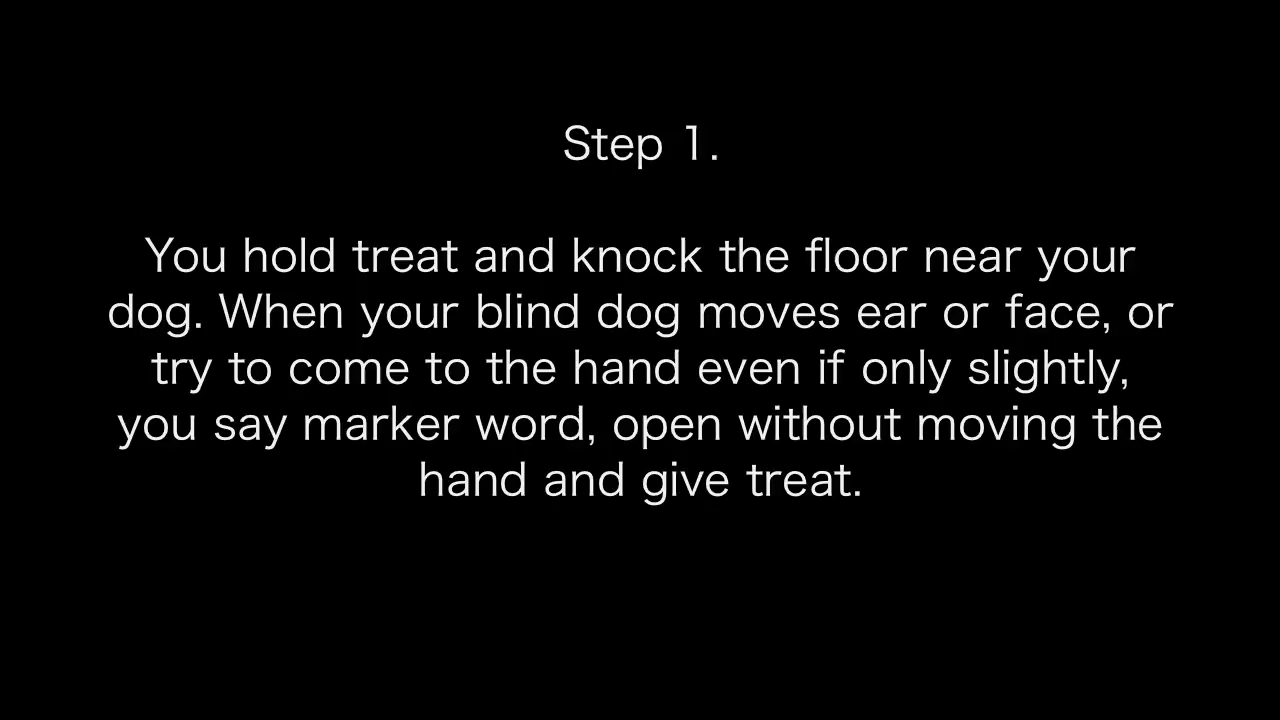 Step 1.
You hold treat and knock the floor near your
dog. When your blind dog moves ear or face, or
try to come to the hand even if only slightly,
you say marker word, open without moving the
hand and give treat.